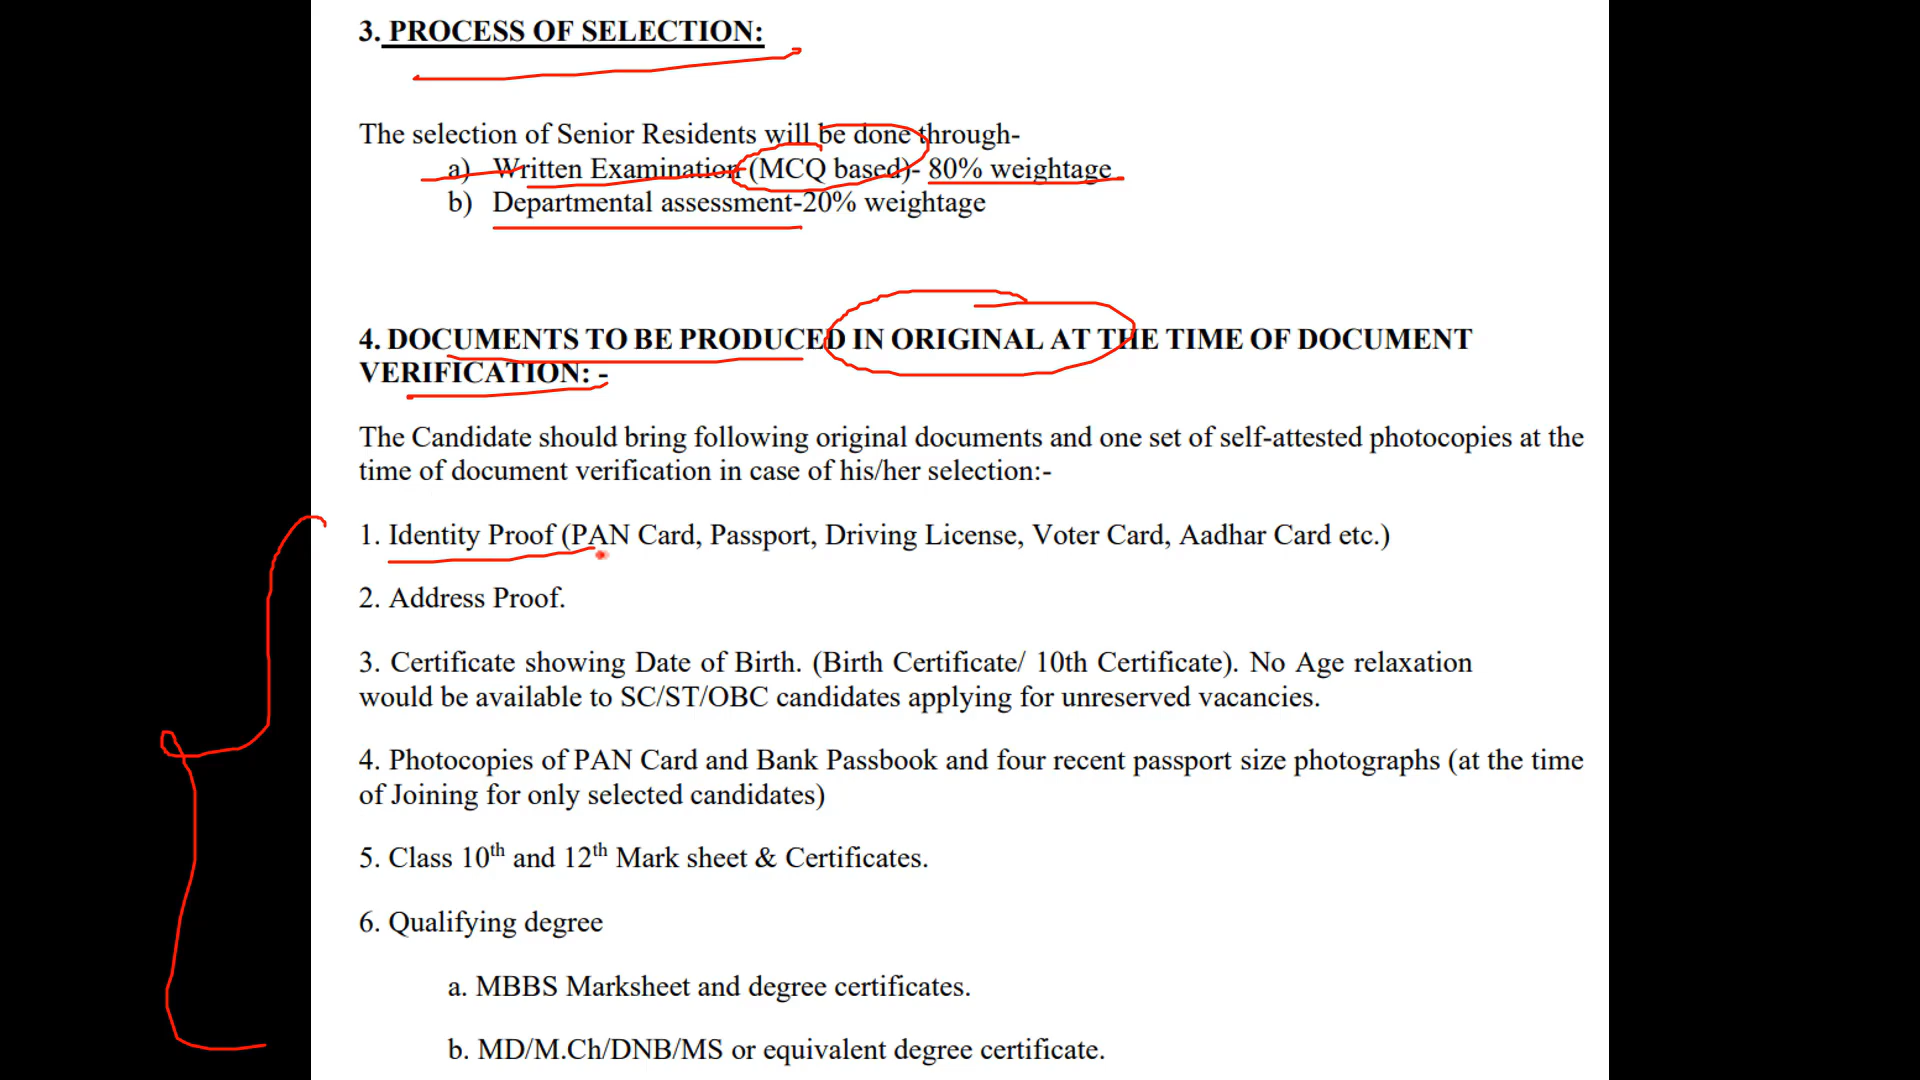 3. PROCESS OF SELECTION:
The selection of Senior Residents will be done through-
a) Written Examination (MCQ based)- 80% weightage
b) Departmental assessment-20% weightage
4. DOCUMENTS TO BE PRODUCED IN ORIGINAL AT THE TIME OF DOCUMENT
VERIFICATION: -
The Candidate should bring following original documents and one set of self-attested photocopies at the
time of document verification in case of his/her selection:-
1. Identity Proof (PAN Card, Passport, Driving License, Voter Card, Aadhar Card etc.)
2. Address Proof.
3. Certificate showing Date of Birth. (Birth Certificate/ 10th Certificate). No Age relaxation
would be available to SC/ST/OBC candidates applying for unreserved vacancies.
4. Photocopies of PAN Card and Bank Passbook and four recent passport size photographs (at the time
of Joining for only selected candidates)
5. Class 10th and 12th Mark sheet & Certificates.
6. Qualifying degree
a. MBBS Marksheet and degree certificates.
b. MD/M.Ch/DNB/MS or equivalent degree certificate.